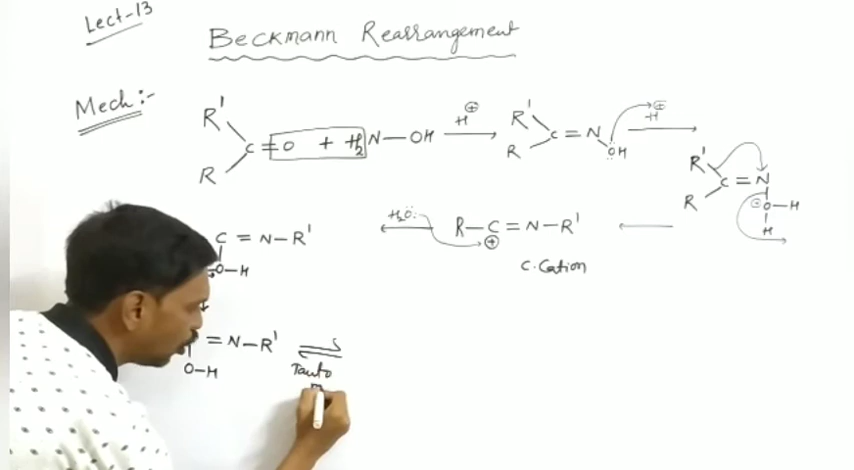 Lect-13
Beckmann Rearrangement
Mech:-
R'
R
C=O + H₂N—OH
H⊕
R'
R
C=N
OH
H⊕
R'
R
C=N
O—H
H
H₂O:
R—C=N—R'
⊕
C.Cation
C=N—R'
O—H
=N—R'
O—H
Tauto
m